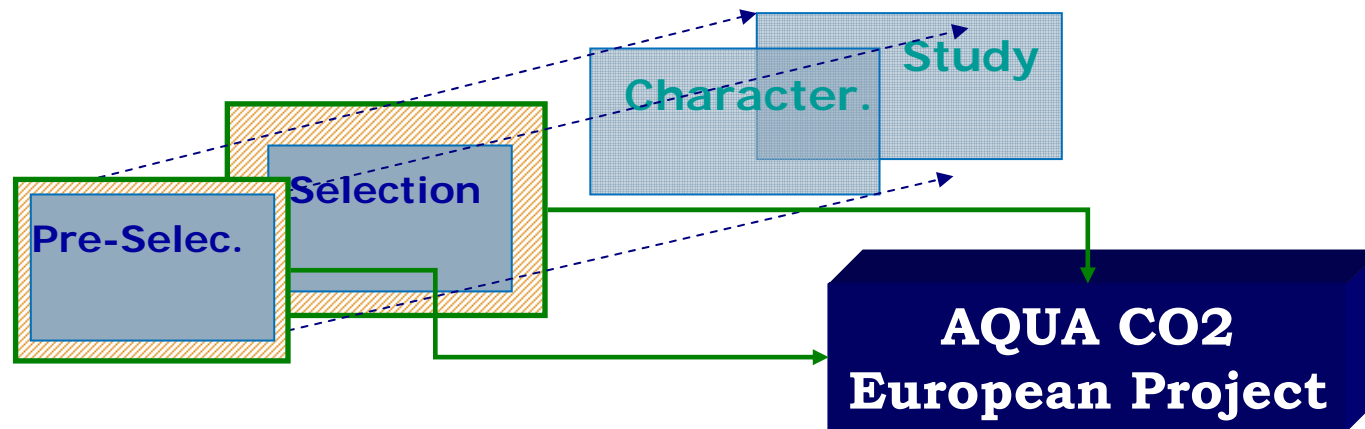 Study
Character.
Selection
Pre-Selec.
AQUA CO2
European Project